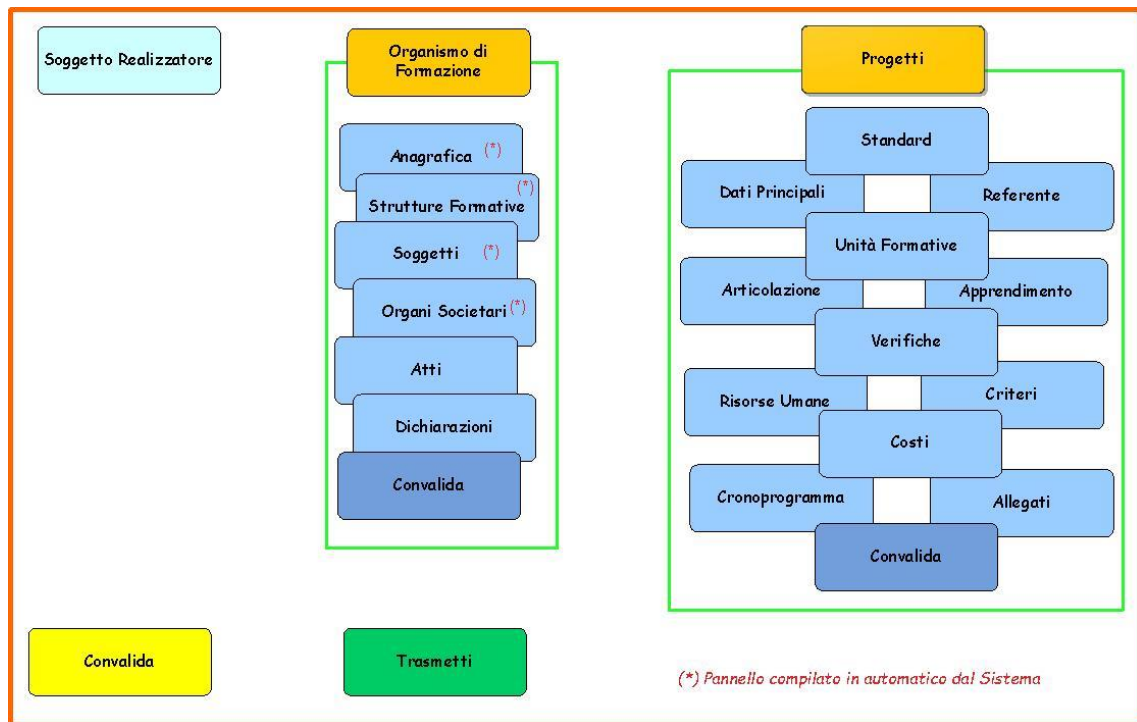 Soggetto Realizzatore
Organismo di
Formazione
Anagrafica (*)
Strutture Formative (*)
Soggetti (*)
Organi Societari (*)
Atti
Dichiarazioni
Convalida
Progetti
Standard
Dati Principali
Referente
Unità Formative
Articolazione
Apprendimento
Verifiche
Risorse Umane
Criteri
Costi
Cronoprogramma
Allegati
Convalida
Convalida
Trasmetti
(*) Pannello compilato in automatico dal Sistema